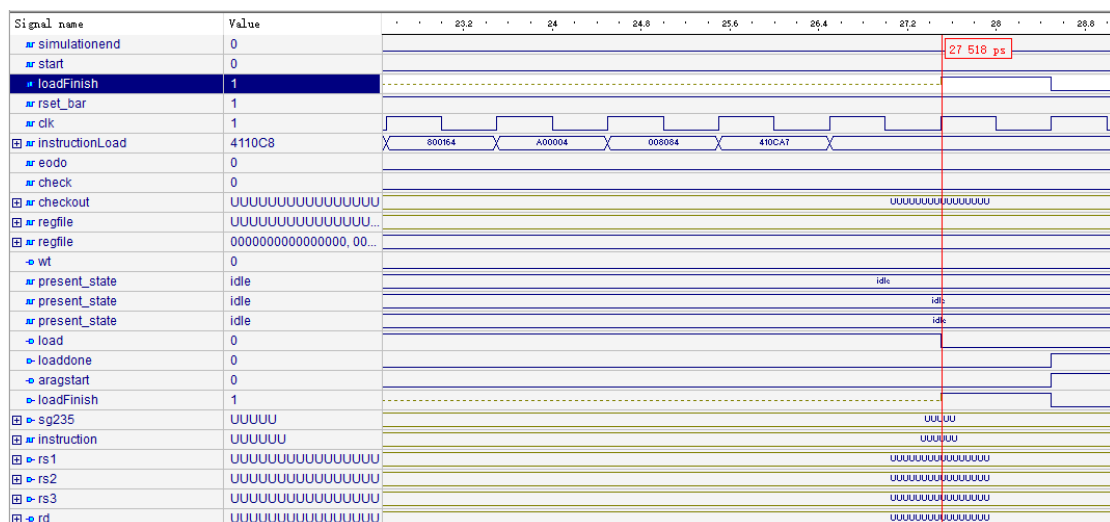 Signal name Value 23.2 24 24.8 25.6 26.4 27.2 28 28.8
simulationend 0
27 518 ps
start 0
loadFinish 1
rset_bar 1
clk 1
instructionLoad 4110C8 800164 A00004 008084 410CA7
eodo 0
check 0
checkout UUUUUUUUUUUUUUUU UUUUUUUUUUUUUUUU
regfile UUUUUUUUUUUUUUU...
regfile 0000000000000000, 00...
wt 0
present_state idle idle
present_state idle idle
present_state idle idle
load 0
loaddone 0
aragstart 0
loadFinish 1
sg235 UUUUU UUUUU
instruction UUUUUU UUUUUU
rs1 UUUUUUUUUUUUUUUU UUUUUUUUUUUUUUUU
rs2 UUUUUUUUUUUUUUUU UUUUUUUUUUUUUUUU
rs3 UUUUUUUUUUUUUUUU UUUUUUUUUUUUUUUU
rd UUUUUUUUUUUUUUUU UUUUUUUUUUUUUUUU